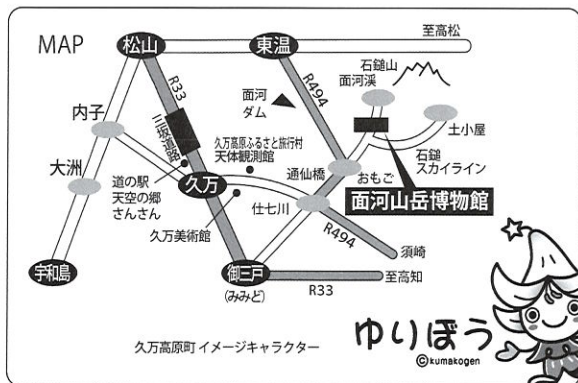 MAP
松山
東温
至高松
石鎚山
面河渓
R33
R494
面河
ダム
土小屋
内子
三坂道路
久万高原ふるさと旅行村
天体観測館
石鎚
スカイライン
大洲
通仙橋
おもご
道の駅
天空の郷
さんさん
久万
面河山岳博物館
久万美術館
仕七川
R494
須崎
宇和島
御三戸
(みみど)
R33
至高知
ゆりぼう
©kumakogen
久万高原町イメージキャラクター